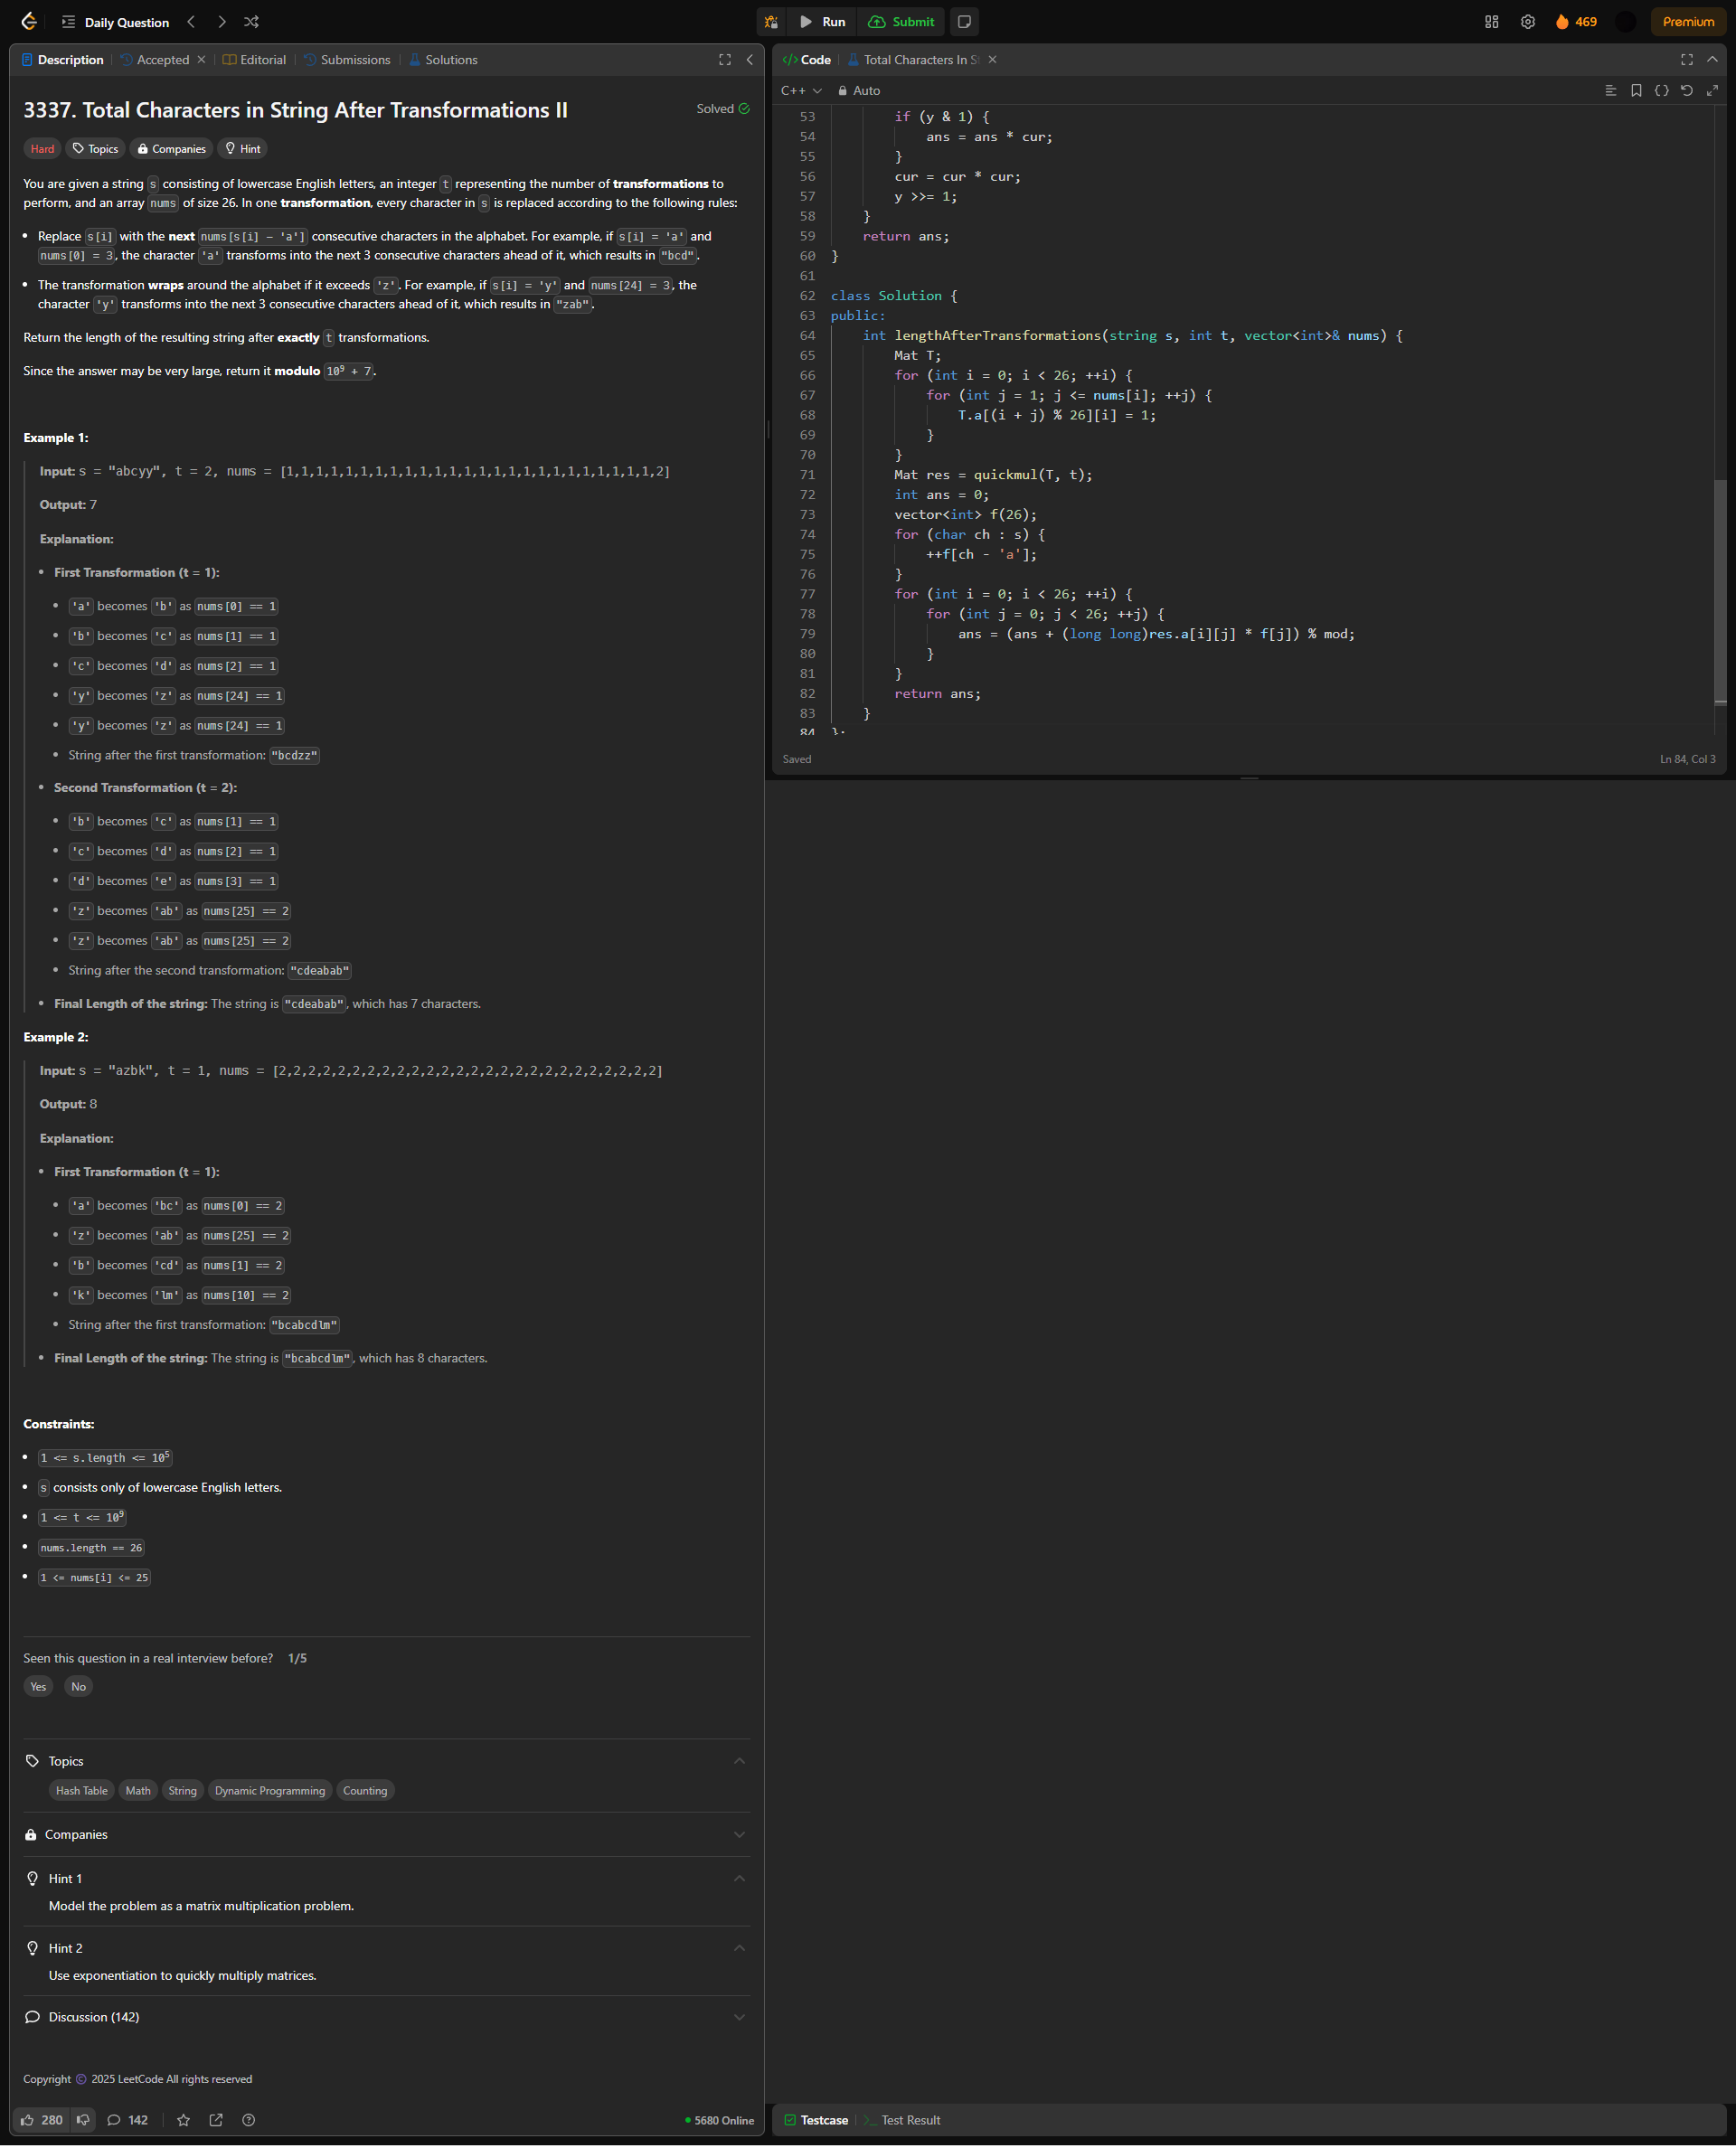 Daily Question
Run
Submit
469
Premium
Description
Accepted
Editorial
Submissions
Solutions
3337. Total Characters in String After Transformations II
Solved
Hard
Topics
Companies
Hint
You are given a string s consisting of lowercase English letters, an integer t representing the number of transformations to
perform, and an array nums of size 26. In one transformation, every character in s is replaced according to the following rules:
• Replace s[i] with the next nums[s[i] - 'a'] consecutive characters in the alphabet. For example, if s[i] = 'a' and
nums[0] = 3, the character 'a' transforms into the next 3 consecutive characters ahead of it, which results in "bcd".
• The transformation wraps around the alphabet if it exceeds 'z'. For example, if s[i] = 'y' and nums[24] = 3, the
character 'y' transforms into the next 3 consecutive characters ahead of it, which results in "zab".
Return the length of the resulting string after exactly t transformations.
Since the answer may be very large, return it modulo 10⁹ + 7.
Example 1:
Input: s = "abcyy", t = 2, nums = [1,1,1,1,1,1,1,1,1,1,1,1,1,1,1,1,1,1,1,1,1,1,1,1,1,2]
Output: 7
Explanation:
• First Transformation (t = 1):
• 'a' becomes 'b' as nums[0] == 1
• 'b' becomes 'c' as nums[1] == 1
• 'c' becomes 'd' as nums[2] == 1
• 'y' becomes 'z' as nums[24] == 1
• 'y' becomes 'z' as nums[24] == 1
• String after the first transformation: "bcdzz"
• Second Transformation (t = 2):
• 'b' becomes 'c' as nums[1] == 1
• 'c' becomes 'd' as nums[2] == 1
• 'd' becomes 'e' as nums[3] == 1
• 'z' becomes 'ab' as nums[25] == 2
• 'z' becomes 'ab' as nums[25] == 2
• String after the second transformation: "cdeabab"
• Final Length of the string: The string is "cdeabab", which has 7 characters.
Example 2:
Input: s = "azbk", t = 1, nums = [2,2,2,2,2,2,2,2,2,2,2,2,2,2,2,2,2,2,2,2,2,2,2,2,2,2]
Output: 8
Explanation:
• First Transformation (t = 1):
• 'a' becomes 'bc' as nums[0] == 2
• 'z' becomes 'ab' as nums[25] == 2
• 'b' becomes 'cd' as nums[1] == 2
• 'k' becomes 'lm' as nums[10] == 2
• String after the first transformation: "bcabcdlm"
• Final Length of the string: The string is "bcabcdlm", which has 8 characters.
Constraints:
• 1 <= s.length <= 10⁵
• s consists only of lowercase English letters.
• 1 <= t <= 10⁹
• nums.length == 26
• 1 <= nums[i] <= 25
Seen this question in a real interview before? 1/5
Yes No
Topics
Hash Table Math String Dynamic Programming Counting
Companies
Hint 1
Model the problem as a matrix multiplication problem.
Hint 2
Use exponentiation to quickly multiply matrices.
Discussion (142)
Copyright © 2025 LeetCode All rights reserved
280
142
5680 Online
</> Code
Total Characters In S
C++
Auto
53 if (y & 1) {
54 ans = ans * cur;
55 }
56 cur = cur * cur;
57 y >>= 1;
58 }
59 return ans;
60 }
61
62 class Solution {
63 public:
64 int lengthAfterTransformations(string s, int t, vector<int>& nums) {
65 Mat T;
66 for (int i = 0; i < 26; ++i) {
67 for (int j = 1; j <= nums[i]; ++j) {
68 T.a[(i + j) % 26][i] = 1;
69 }
70 }
71 Mat res = quickmul(T, t);
72 int ans = 0;
73 vector<int> f(26);
74 for (char ch : s) {
75 ++f[ch - 'a'];
76 }
77 for (int i = 0; i < 26; ++i) {
78 for (int j = 0; j < 26; ++j) {
79 ans = (ans + (long long)res.a[i][j] * f[j]) % mod;
80 }
81 }
82 return ans;
83 }
84 };
Saved
Ln 84, Col 3
Testcase
Test Result